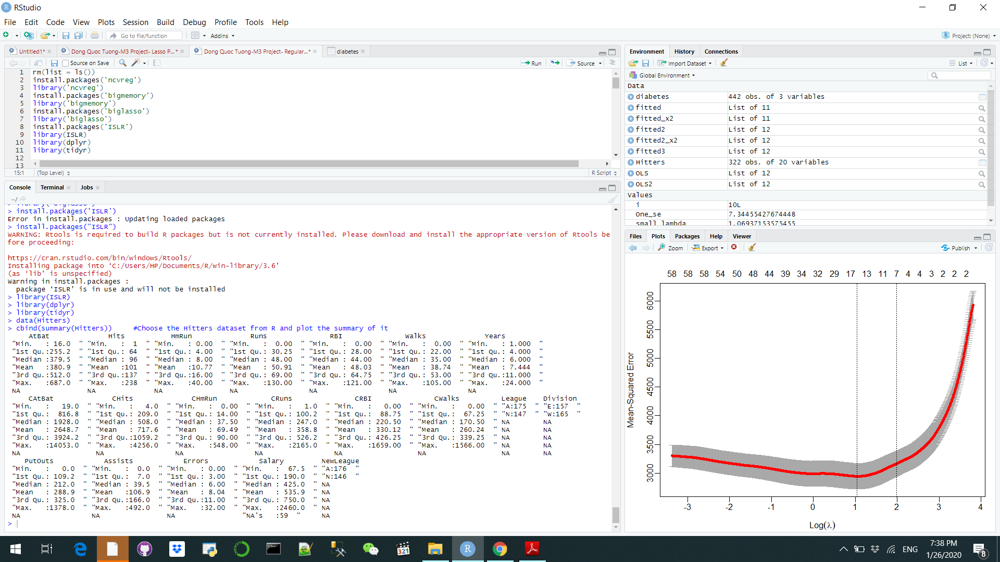 RStudio
File Edit Code View Plots Session Build Debug Profile Tools Help
Go to file/function Addins Project: (None)
Untitled1* Dong Quoc Tuong-M3 Project- Lasso P...* Dong Quoc Tuong-M3 Project- Regular...* diabetes
Source on Save Run Source
1 rm(list = ls())
2 install.packages('ncvreg')
3 library('ncvreg')
4 install.packages('bigmemory')
5 library('bigmemory')
6 install.packages('biglasso')
7 library('biglasso')
8 install.packages('ISLR')
9 library(ISLR)
10 library(dplyr)
11 library(tidyr)
12
13
15:1 (Top Level) R Script
Console Terminal Jobs
~/
> install.packages('ISLR')
Error in install.packages : Updating loaded packages
> install.packages("ISLR")
WARNING: Rtools is required to build R packages but is not currently installed. Please download and install the appropriate version of Rtools be
fore proceeding:
https://cran.rstudio.com/bin/windows/Rtools/
Installing package into ‘C:/Users/HP/Documents/R/win-library/3.6’
(as ‘lib’ is unspecified)
Warning in install.packages :
package ‘ISLR’ is in use and will not be installed
> library(ISLR)
> library(dplyr)
> library(tidyr)
> data(Hitters)
> cbind(summary(Hitters)) #Choose the Hitters dataset from R and plot the summary of it
AtBat Hits HmRun Runs RBI Walks Years
"Min. : 16.0 " "Min. : 1 " "Min. : 0.00 " "Min. : 0.00 " "Min. : 0.00 " "Min. : 0.00 " "Min. : 1.000 "
"1st Qu.:255.2 " "1st Qu.: 64 " "1st Qu.: 4.00 " "1st Qu.: 30.25 " "1st Qu.: 28.00 " "1st Qu.: 22.00 " "1st Qu.: 4.000 "
"Median :379.5 " "Median : 96 " "Median : 8.00 " "Median : 48.00 " "Median : 44.00 " "Median : 35.00 " "Median : 6.000 "
"Mean :380.9 " "Mean :101 " "Mean :10.77 " "Mean : 50.91 " "Mean : 48.03 " "Mean : 38.74 " "Mean : 7.444 "
"3rd Qu.:512.0 " "3rd Qu.:137 " "3rd Qu.:16.00 " "3rd Qu.: 69.00 " "3rd Qu.: 64.75 " "3rd Qu.: 53.00 " "3rd Qu.:11.000 "
"Max. :687.0 " "Max. :238 " "Max. :40.00 " "Max. :130.00 " "Max. :121.00 " "Max. :105.00 " "Max. :24.000 "
NA NA NA NA NA NA NA
CAtBat CHits CHmRun CRuns CRBI CWalks League Division
"Min. : 19.0 " "Min. : 4.0 " "Min. : 0.00 " "Min. : 1.0 " "Min. : 0.00 " "Min. : 0.00 " "A:175 " "E:157 "
"1st Qu.: 816.8 " "1st Qu.: 209.0 " "1st Qu.: 14.00 " "1st Qu.: 100.2 " "1st Qu.: 88.75 " "1st Qu.: 67.25 " "N:147 " "W:165 "
"Median : 1928.0 " "Median : 508.0 " "Median : 37.50 " "Median : 247.0 " "Median : 220.50 " "Median : 170.50 " NA NA
"Mean : 2648.7 " "Mean : 717.6 " "Mean : 69.49 " "Mean : 358.8 " "Mean : 330.12 " "Mean : 260.24 " NA NA
"3rd Qu.: 3924.2 " "3rd Qu.:1059.2 " "3rd Qu.: 90.00 " "3rd Qu.: 526.2 " "3rd Qu.: 426.25 " "3rd Qu.: 339.25 " NA NA
"Max. :14053.0 " "Max. :4256.0 " "Max. :548.00 " "Max. :2165.0 " "Max. :1659.00 " "Max. :1566.00 " NA NA
NA NA NA NA NA NA NA NA
PutOuts Assists Errors Salary NewLeague
"Min. : 0.0 " "Min. : 0.0 " "Min. : 0.00 " "Min. : 67.5 " "A:176 "
"1st Qu.: 109.2 " "1st Qu.: 7.0 " "1st Qu.: 3.00 " "1st Qu.: 190.0 " "N:146 "
"Median : 212.0 " "Median : 39.5 " "Median : 6.00 " "Median : 425.0 " NA
"Mean : 288.9 " "Mean :106.9 " "Mean : 8.04 " "Mean : 535.9 " NA
"3rd Qu.: 325.0 " "3rd Qu.:166.0 " "3rd Qu.:11.00 " "3rd Qu.: 750.0 " NA
"Max. :1378.0 " "Max. :492.0 " "Max. :32.00 " "Max. :2460.0 " NA
NA NA NA "NA's :59 " NA
>
Environment History Connections
Import Dataset List
Global Environment
Data
diabetes 442 obs. of 3 variables
fitted List of 11
fitted_x2 List of 11
fitted2 List of 12
fitted2_x2 List of 12
fitted3 List of 12
Hitters 322 obs. of 20 variables
OLS List of 12
OLS2 List of 12
Values
i 10L
One_se 7.34455427674448
small_lambda 1.06937153575455
Files Plots Packages Help Viewer
Zoom Export Publish
58 58 58 54 50 48 44 39 34 32 29 17 13 11 7 4 4 3 2 2 2
Mean-Squared Error
6000
5500
5000
4500
4000
3500
3000
-3 -2 -1 0 1 2 3 4
Log(λ)
321
R
ENG
7:38 PM
1/26/2020
8